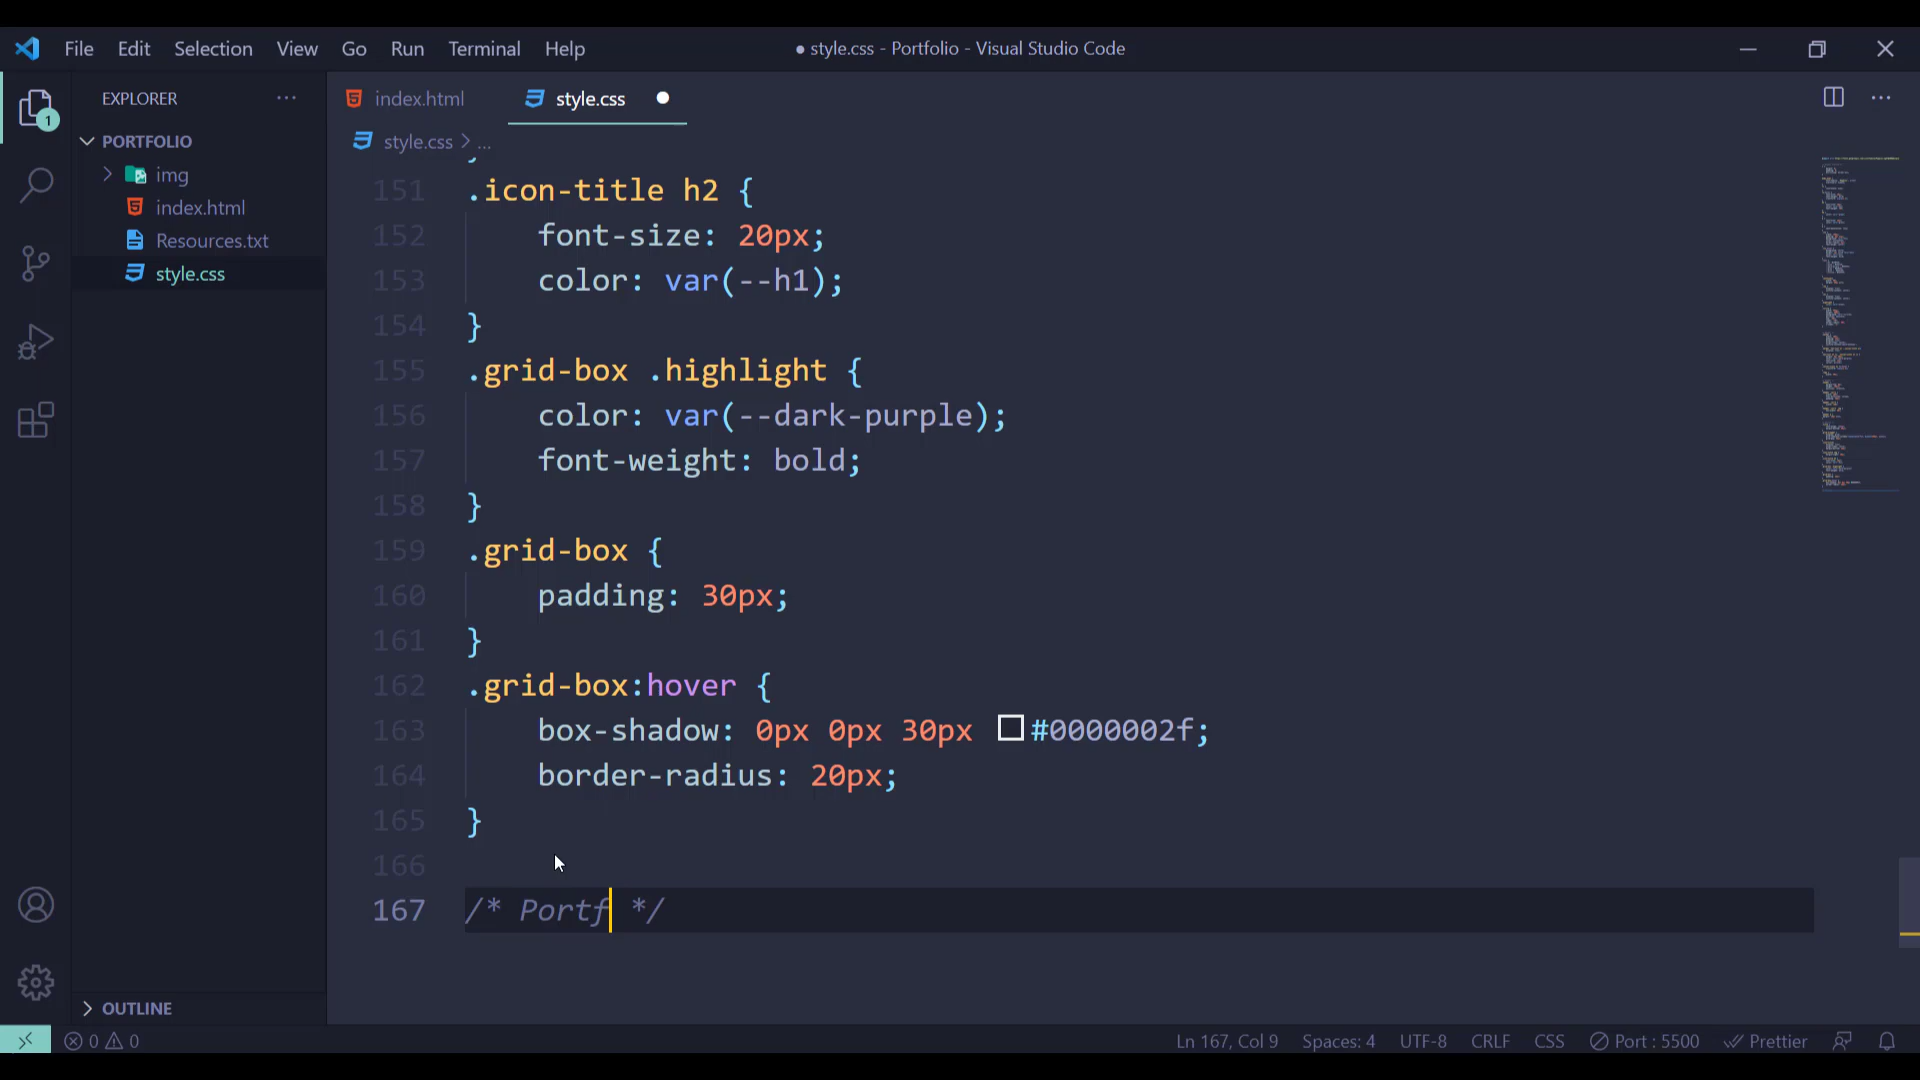 File Edit Selection View Go Run Terminal Help
● style.css - Portfolio - Visual Studio Code
EXPLORER
1
PORTFOLIO
img
index.html
Resources.txt
style.css
OUTLINE
index.html
style.css
style.css > ...
151 .icon-title h2 {
152 font-size: 20px;
153 color: var(--h1);
154 }
155 .grid-box .highlight {
156 color: var(--dark-purple);
157 font-weight: bold;
158 }
159 .grid-box {
160 padding: 30px;
161 }
162 .grid-box:hover {
163 box-shadow: 0px 0px 30px #0000002f;
164 border-radius: 20px;
165 }
166
167 /* Portf */
0 0
Ln 167, Col 9 Spaces: 4 UTF-8 CRLF CSS Port : 5500 Prettier